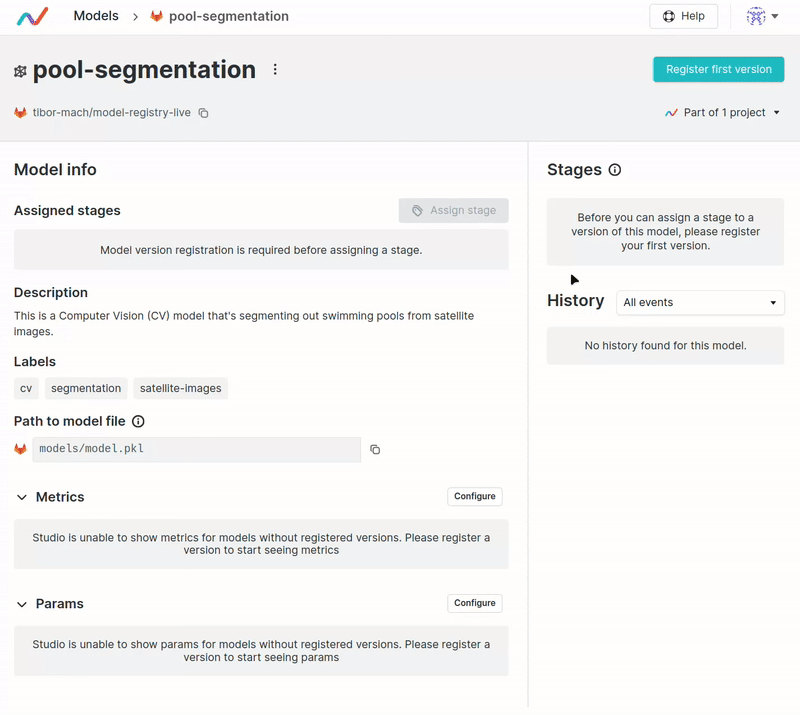 Models > pool-segmentation
Help
pool-segmentation
Register first version
tibor-mach/model-registry-live
Part of 1 project
Model info
Assigned stages
Assign stage
Model version registration is required before assigning a stage.
Description
This is a Computer Vision (CV) model that's segmenting out swimming pools from satellite
images.
Labels
cv segmentation satellite-images
Path to model file
models/model.pkl
Metrics
Configure
Studio is unable to show metrics for models without registered versions. Please register a
version to start seeing metrics
Params
Configure
Studio is unable to show params for models without registered versions. Please register a
version to start seeing params
Stages
Before you can assign a stage to a
version of this model, please register
your first version.
History
All events
No history found for this model.